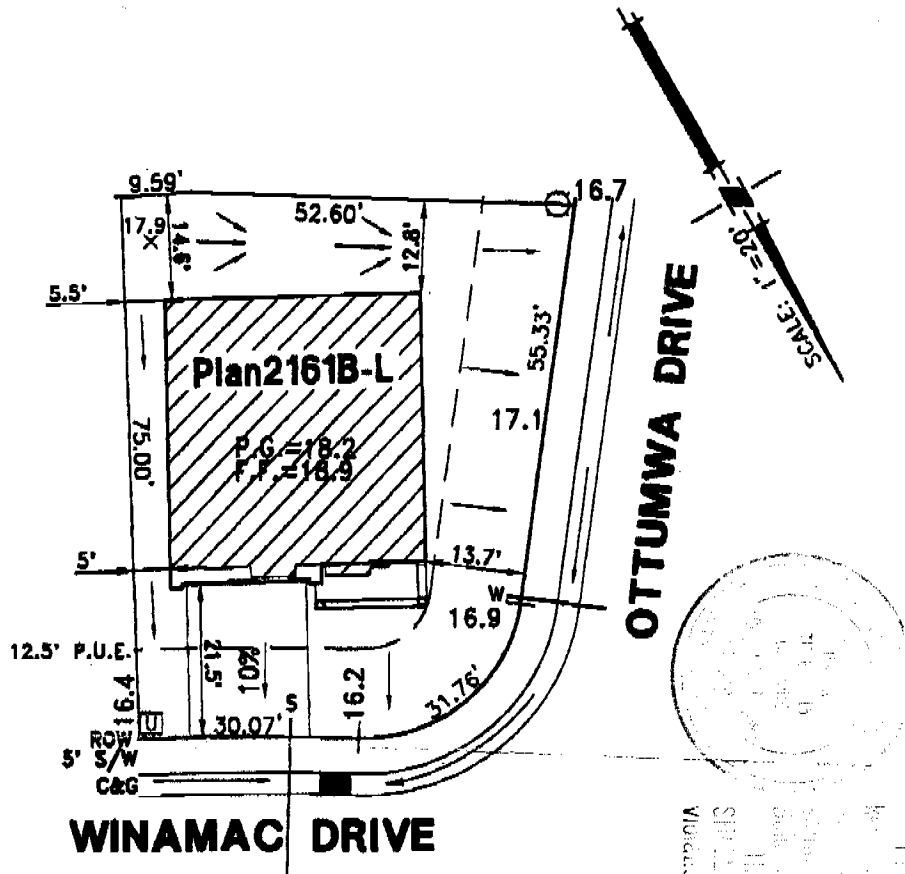 9.59'
16.7
52.60'
17.9
14.6'
12.8'
SCALE: 1"=20'
5.5'
Plan2161B-L
55.33'
17.1
OTTUMWA DRIVE
75.00'
P.G.=18.2
F.F.=18.9
5'
13.7'
W
16.9
12.5' P.U.E.
21.5'
10%
16.4
16.2
31.76'
S
U
30.07'
ROW
5' S/W
C&G
WINAMAC DRIVE